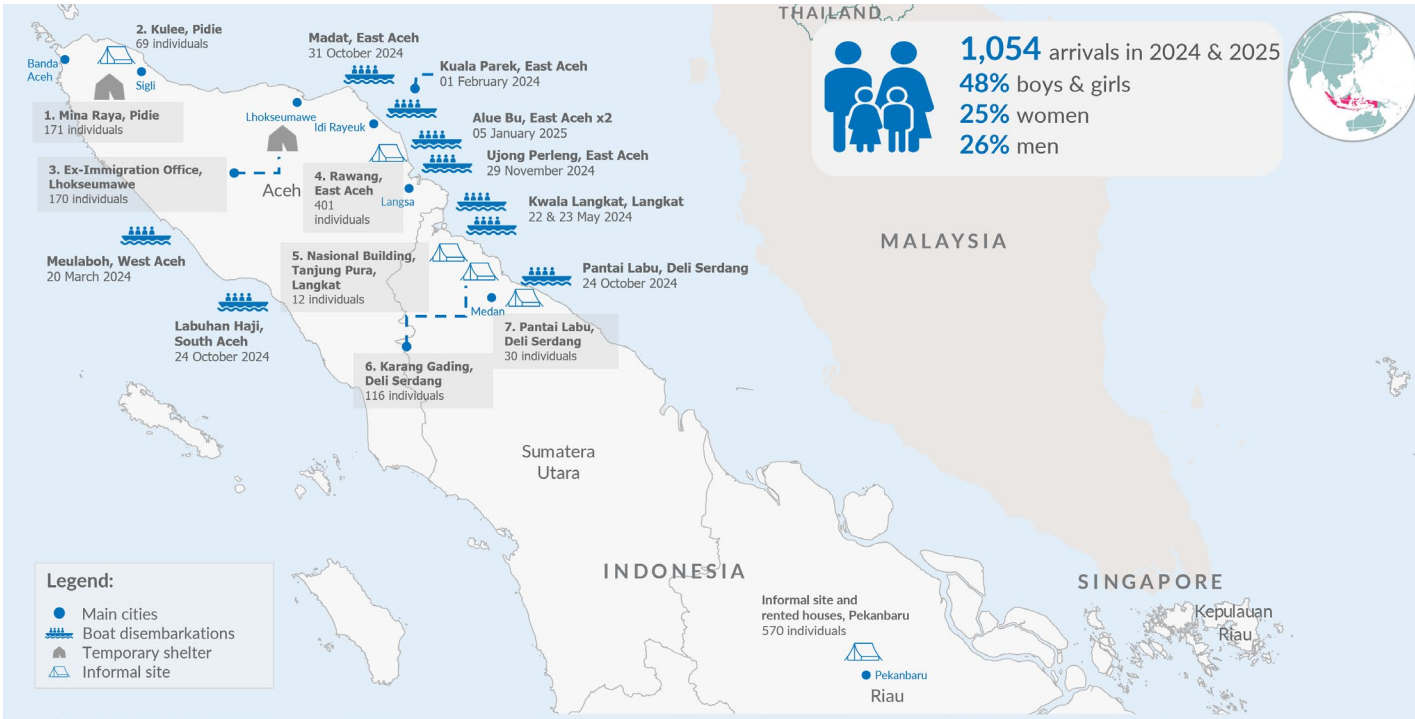 THAILAND
2. Kulee, Pidie
69 individuals
Banda
Aceh
Sigli
1. Mina Raya, Pidie
171 individuals
Madat, East Aceh
31 October 2024
Kuala Parek, East Aceh
01 February 2024
Lhokseumawe
Idi Rayeuk
Alue Bu, East Aceh x2
05 January 2025
Ujong Perleng, East Aceh
29 November 2024
3. Ex-Immigration Office,
Lhokseumawe
170 individuals
Aceh
4. Rawang,
East Aceh
401
individuals
Langsa
Kwala Langkat, Langkat
22 & 23 May 2024
Meulaboh, West Aceh
20 March 2024
5. Nasional Building,
Tanjung Pura,
Langkat
12 individuals
Pantai Labu, Deli Serdang
24 October 2024
Medan
Labuhan Haji,
South Aceh
24 October 2024
7. Pantai Labu,
Deli Serdang
30 individuals
6. Karang Gading,
Deli Serdang
116 individuals
1,054 arrivals in 2024 & 2025
48% boys & girls
25% women
26% men
MALAYSIA
Sumatera
Utara
INDONESIA
SINGAPORE
Kepulauan
Riau
Informal site and
rented houses, Pekanbaru
570 individuals
Pekanbaru
Riau
Legend:
Main cities
Boat disembarkations
Temporary shelter
Informal site